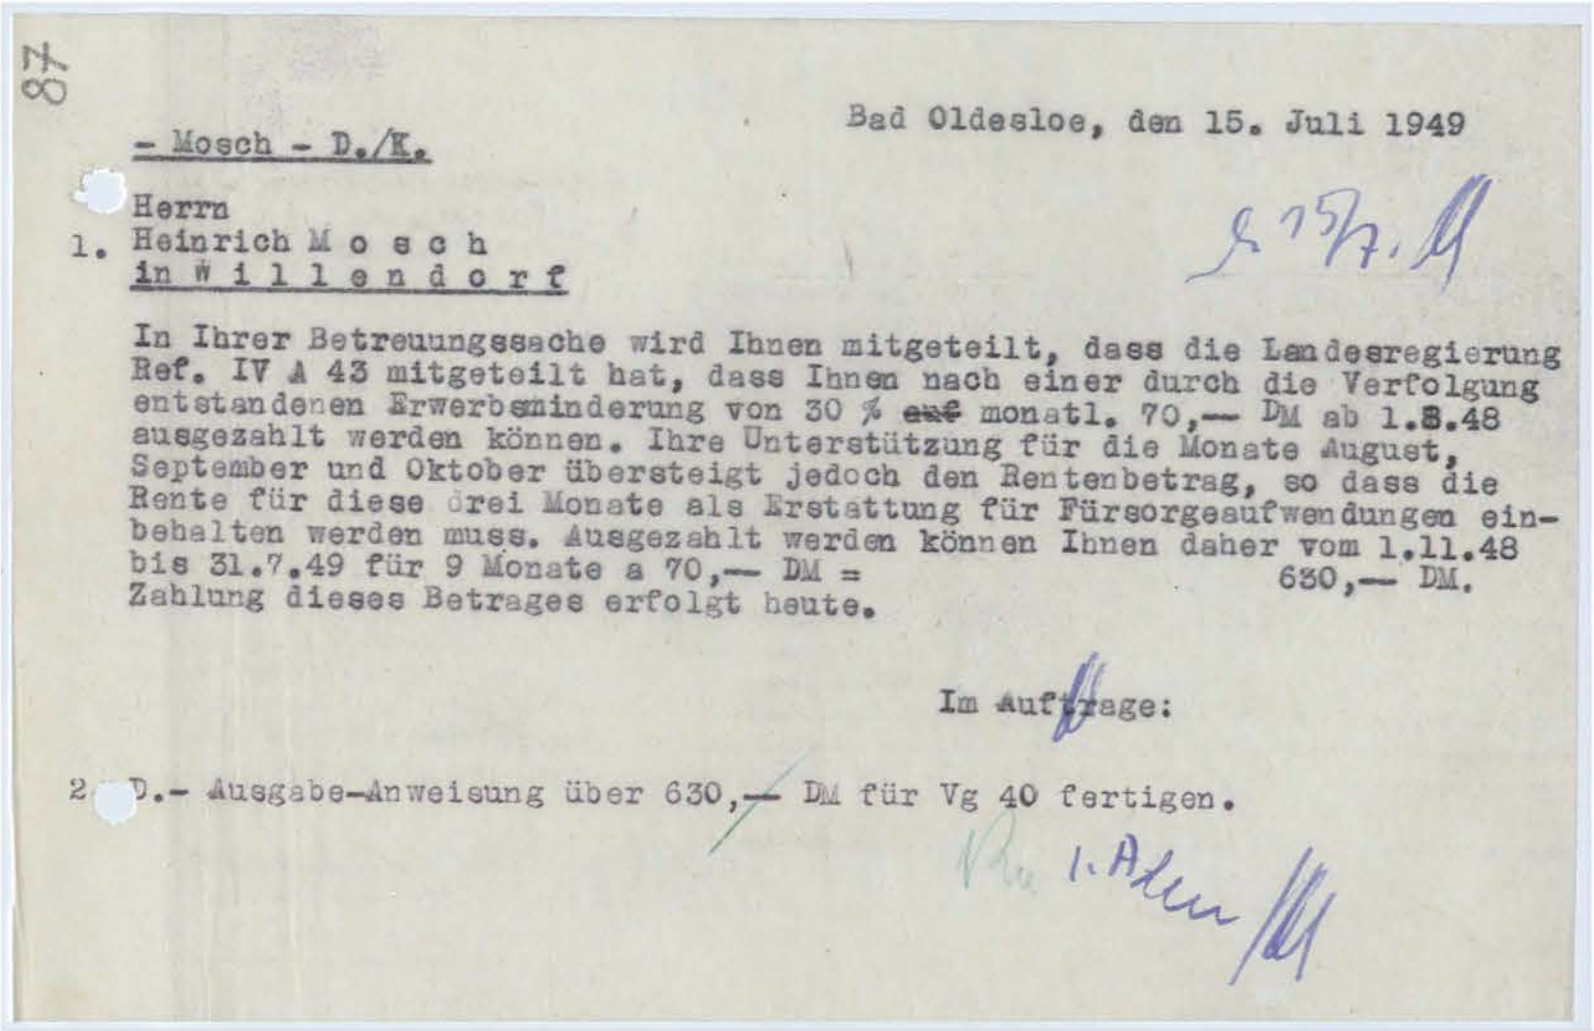 87
Bad Oldesloe, den 15. Juli 1949
- Mosch - D./K.
Herrn
1. Heinrich M o s c h
in W i l l e n d o r f
15/7.
In Ihrer Betreuungssache wird Ihnen mitgeteilt, dass die Landesregierung
Ref. IV A 43 mitgeteilt hat, dass Ihnen nach einer durch die Verfolgung
entstandenen Erwerbsminderung von 30 % auf monatl. 70,-- DM ab 1.8.48
ausgezahlt werden können. Ihre Unterstützung für die Monate August,
September und Oktober übersteigt jedoch den Rentenbetrag, so dass die
Rente für diese drei Monate als Erstattung für Fürsorgeaufwendungen ein-
behalten werden muss. Ausgezahlt werden können Ihnen daher vom 1.11.48
bis 31.7.49 für 9 Monate a 70,-- DM = 630,-- DM.
Zahlung dieses Betrages erfolgt heute.
Im Auftrage:
2 D.- Ausgabe-Anweisung über 630,-- DM für Vg 40 fertigen.